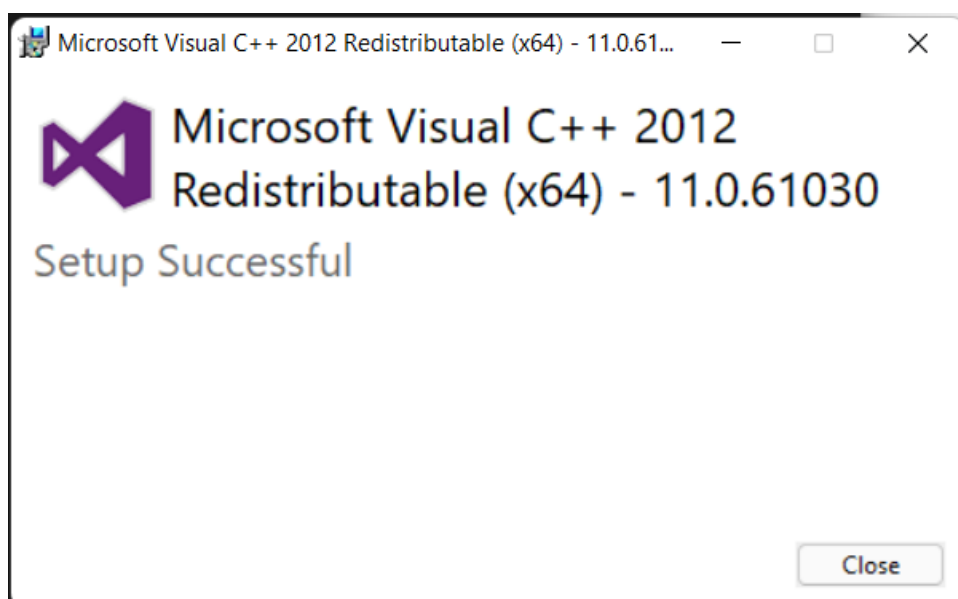 Microsoft Visual C++ 2012 Redistributable (x64) - 11.0.61...
Microsoft Visual C++ 2012
Redistributable (x64) - 11.0.61030
Setup Successful
Close